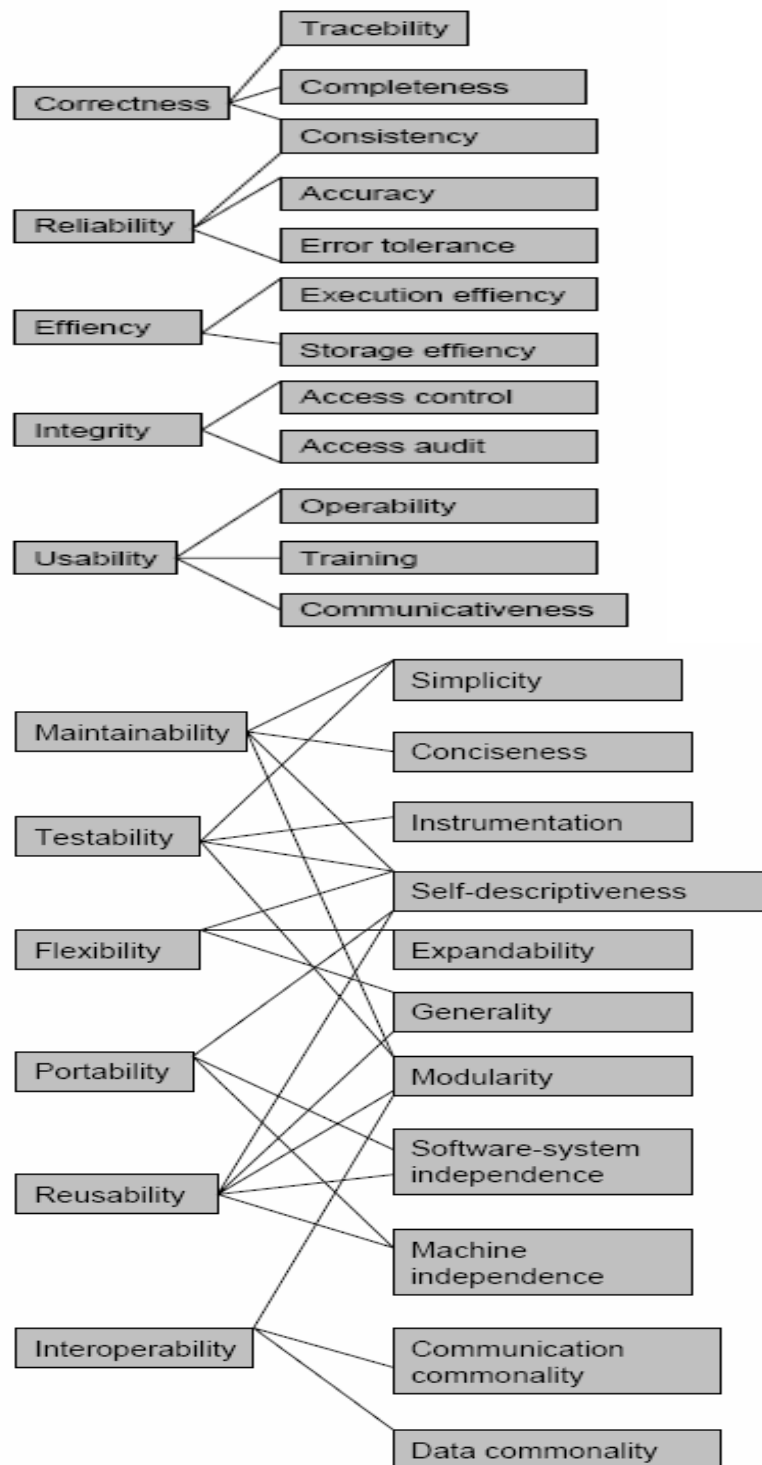 Tracebility
Correctness
Completeness
Consistency
Reliability
Accuracy
Error tolerance
Effiency
Execution effiency
Storage effiency
Integrity
Access control
Access audit
Usability
Operability
Training
Communicativeness
Maintainability
Simplicity
Conciseness
Testability
Instrumentation
Self-descriptiveness
Flexibility
Expandability
Generality
Portability
Modularity
Software-system
independence
Reusability
Machine
independence
Interoperability
Communication
commonality
Data commonality